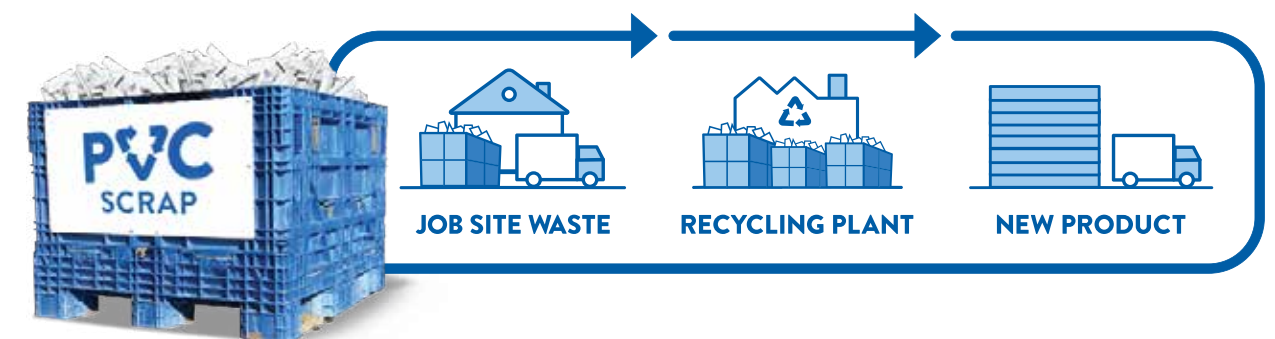 PVC
SCRAP
JOB SITE WASTE
RECYCLING PLANT
NEW PRODUCT